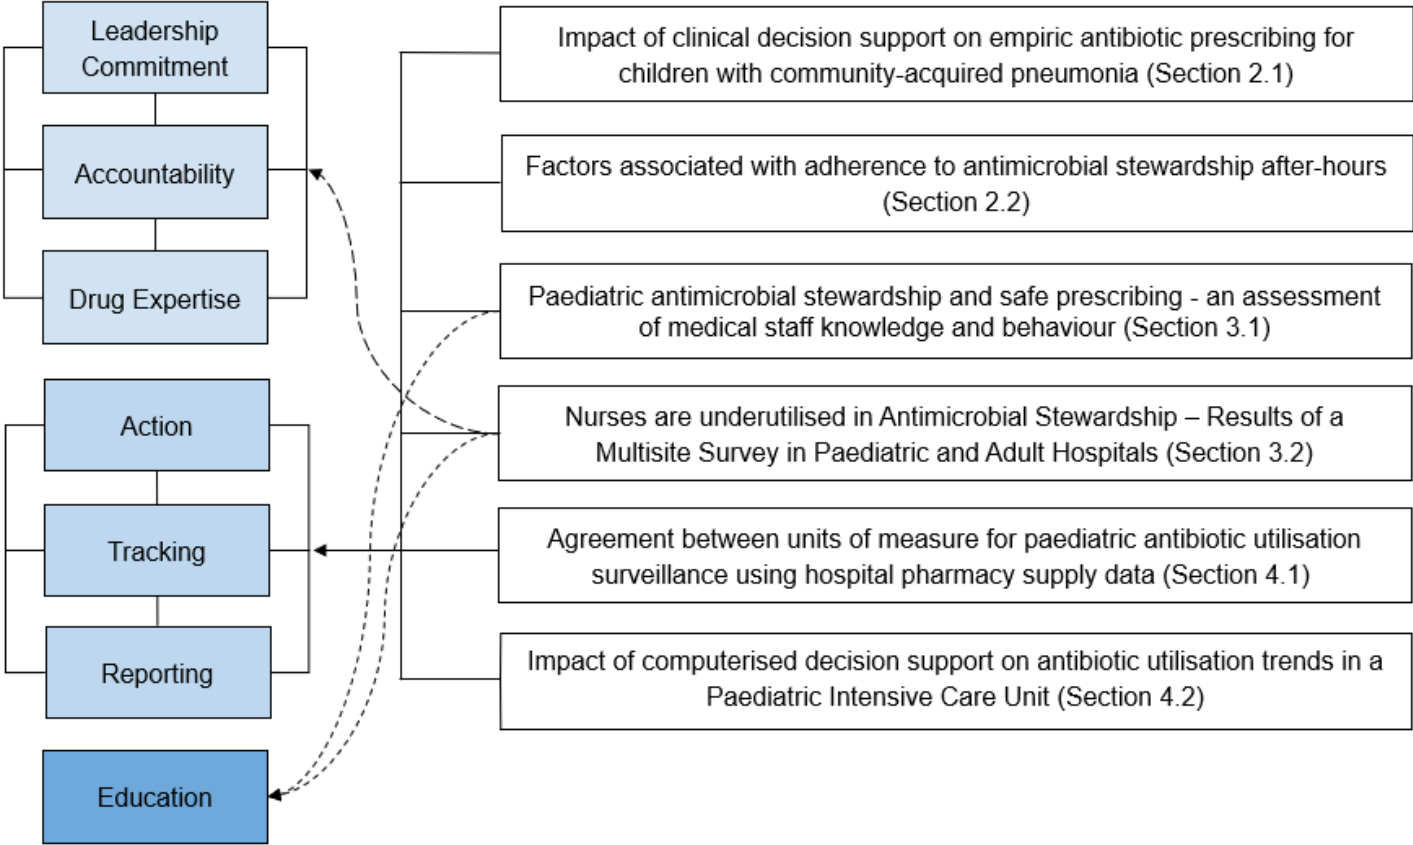 Leadership
Commitment
Accountability
Drug Expertise
Action
Tracking
Reporting
Education
Impact of clinical decision support on empiric antibiotic prescribing for
children with community-acquired pneumonia (Section 2.1)
Factors associated with adherence to antimicrobial stewardship after-hours
(Section 2.2)
Paediatric antimicrobial stewardship and safe prescribing - an assessment
of medical staff knowledge and behaviour (Section 3.1)
Nurses are underutilised in Antimicrobial Stewardship – Results of a
Multisite Survey in Paediatric and Adult Hospitals (Section 3.2)
Agreement between units of measure for paediatric antibiotic utilisation
surveillance using hospital pharmacy supply data (Section 4.1)
Impact of computerised decision support on antibiotic utilisation trends in a
Paediatric Intensive Care Unit (Section 4.2)